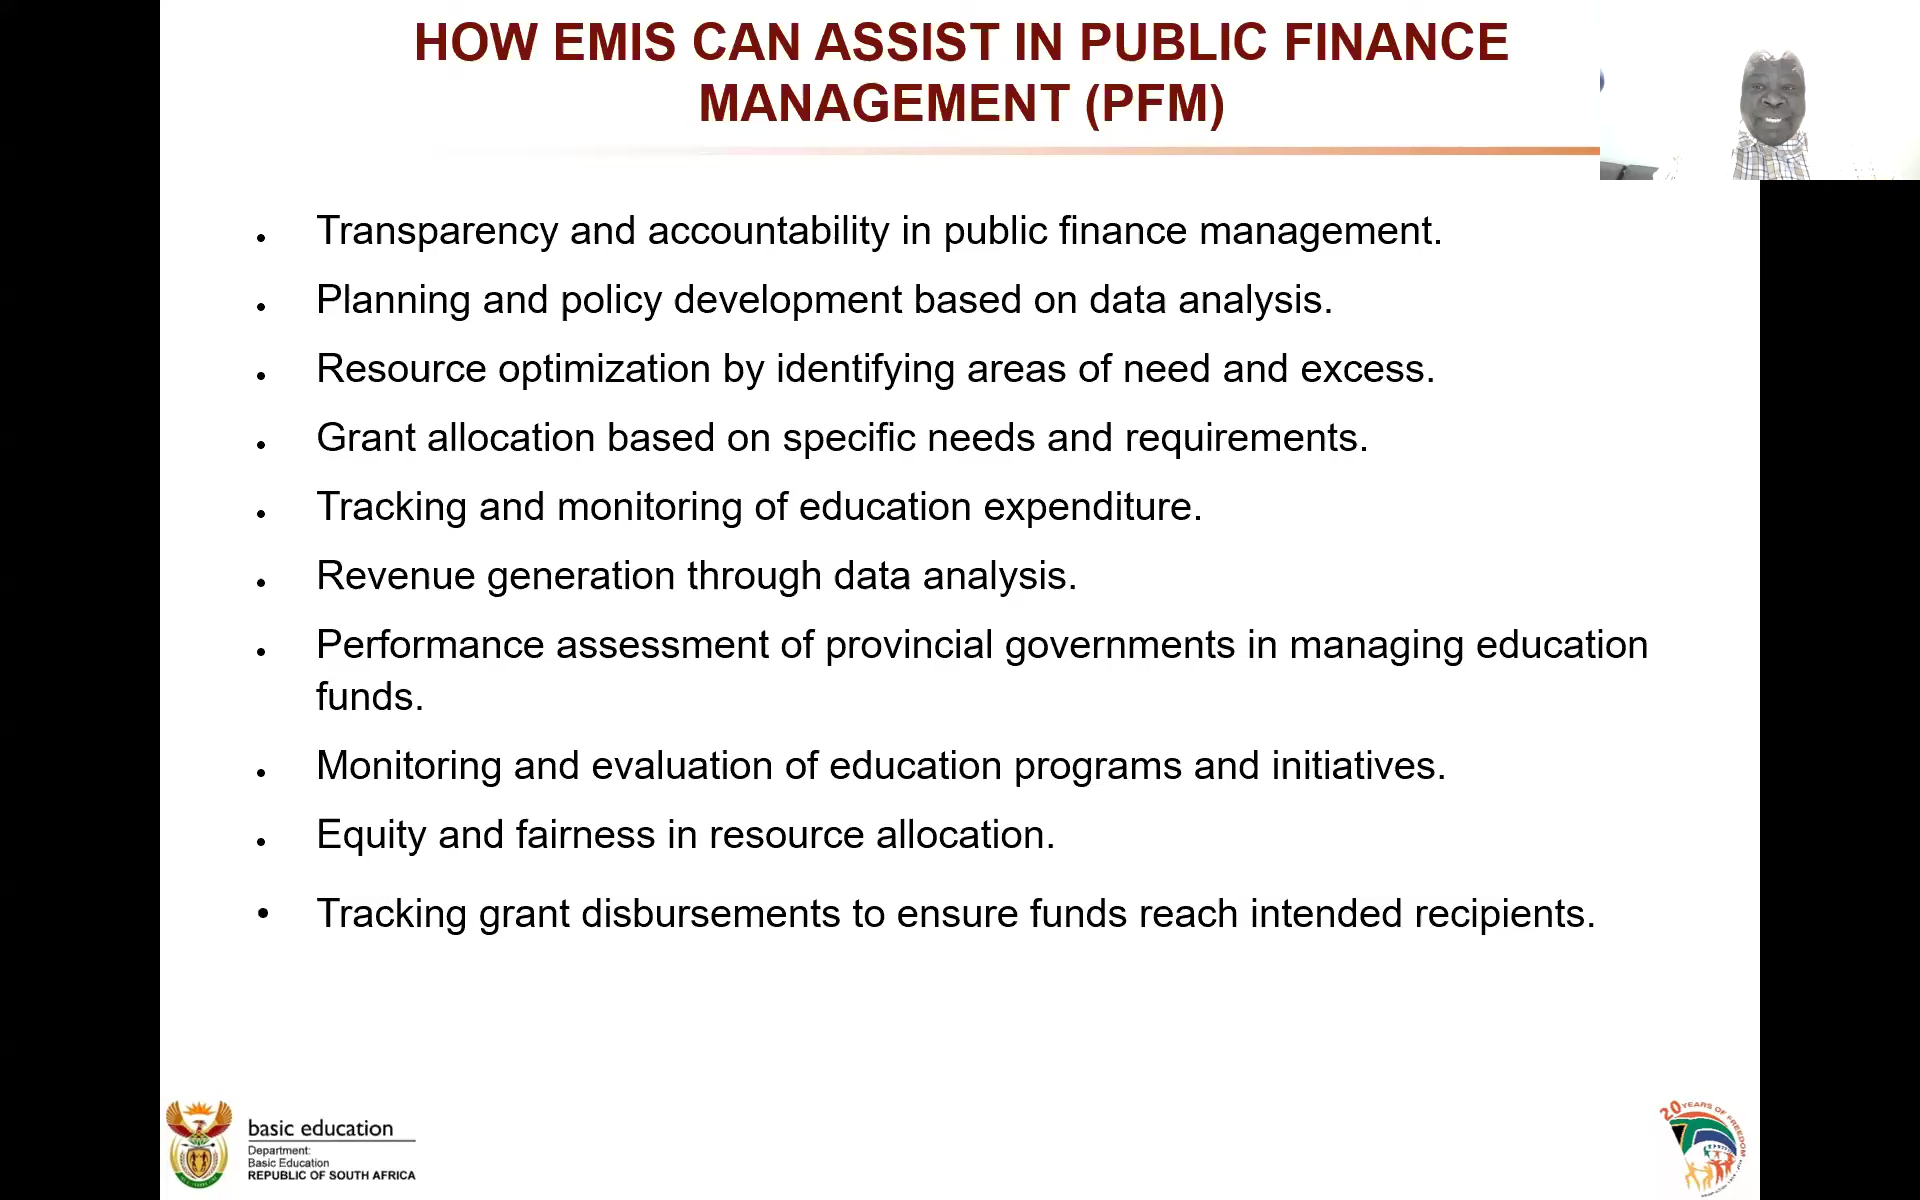 HOW EMIS CAN ASSIST IN PUBLIC FINANCE
MANAGEMENT (PFM)
• Transparency and accountability in public finance management.
• Planning and policy development based on data analysis.
• Resource optimization by identifying areas of need and excess.
• Grant allocation based on specific needs and requirements.
• Tracking and monitoring of education expenditure.
• Revenue generation through data analysis.
• Performance assessment of provincial governments in managing education
funds.
• Monitoring and evaluation of education programs and initiatives.
• Equity and fairness in resource allocation.
• Tracking grant disbursements to ensure funds reach intended recipients.
basic education
Department:
Basic Education
REPUBLIC OF SOUTH AFRICA
20 YEARS OF FREEDOM